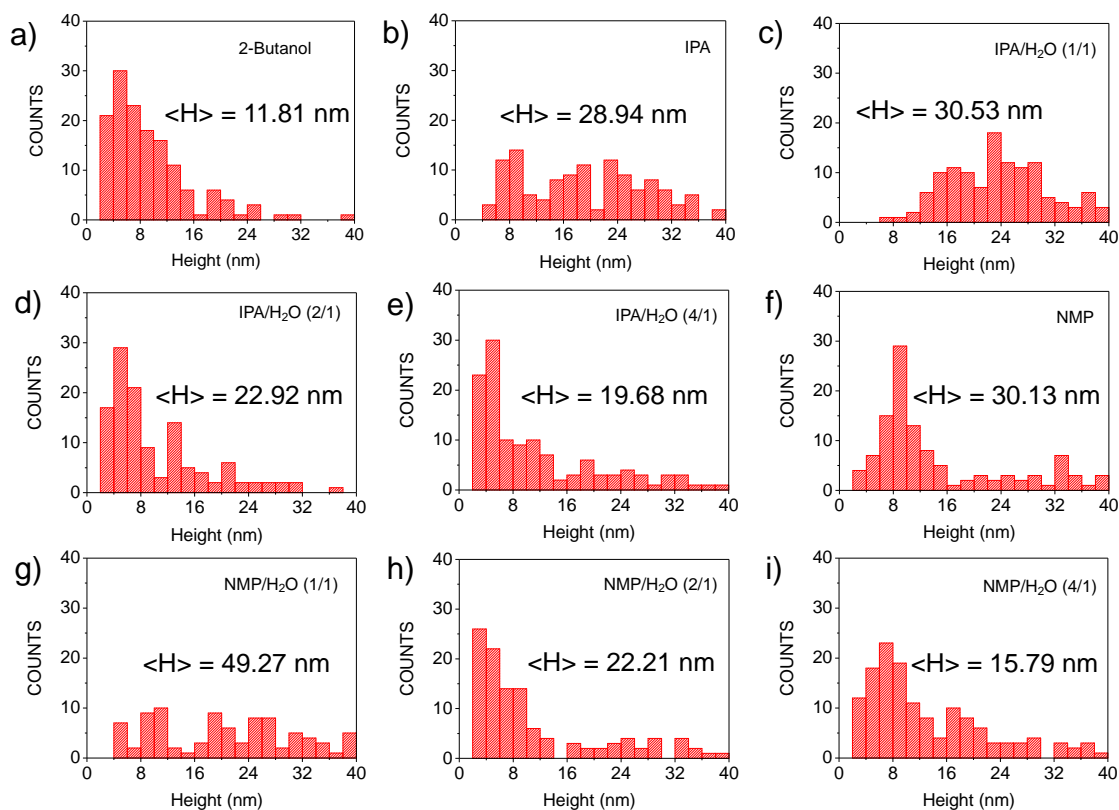 a)
2-Butanol
<H> = 11.81 nm
COUNTS
40
30
20
10
0
0 8 16 24 32 40
Height (nm)
b)
IPA
<H> = 28.94 nm
COUNTS
40
30
20
10
0
0 8 16 24 32 40
Height (nm)
c)
IPA/H₂O (1/1)
<H> = 30.53 nm
COUNTS
40
30
20
10
0
0 8 16 24 32 40
Height (nm)
d)
IPA/H₂O (2/1)
<H> = 22.92 nm
COUNTS
40
30
20
10
0
0 8 16 24 32 40
Height (nm)
e)
IPA/H₂O (4/1)
<H> = 19.68 nm
COUNTS
40
30
20
10
0
0 8 16 24 32 40
Height (nm)
f)
NMP
<H> = 30.13 nm
COUNTS
40
30
20
10
0
0 8 16 24 32 40
Height (nm)
g)
NMP/H₂O (1/1)
<H> = 49.27 nm
COUNTS
40
30
20
10
0
0 8 16 24 32 40
Height (nm)
h)
NMP/H₂O (2/1)
<H> = 22.21 nm
COUNTS
40
30
20
10
0
0 8 16 24 32 40
Height (nm)
i)
NMP/H₂O (4/1)
<H> = 15.79 nm
COUNTS
40
30
20
10
0
0 8 16 24 32 40
Height (nm)